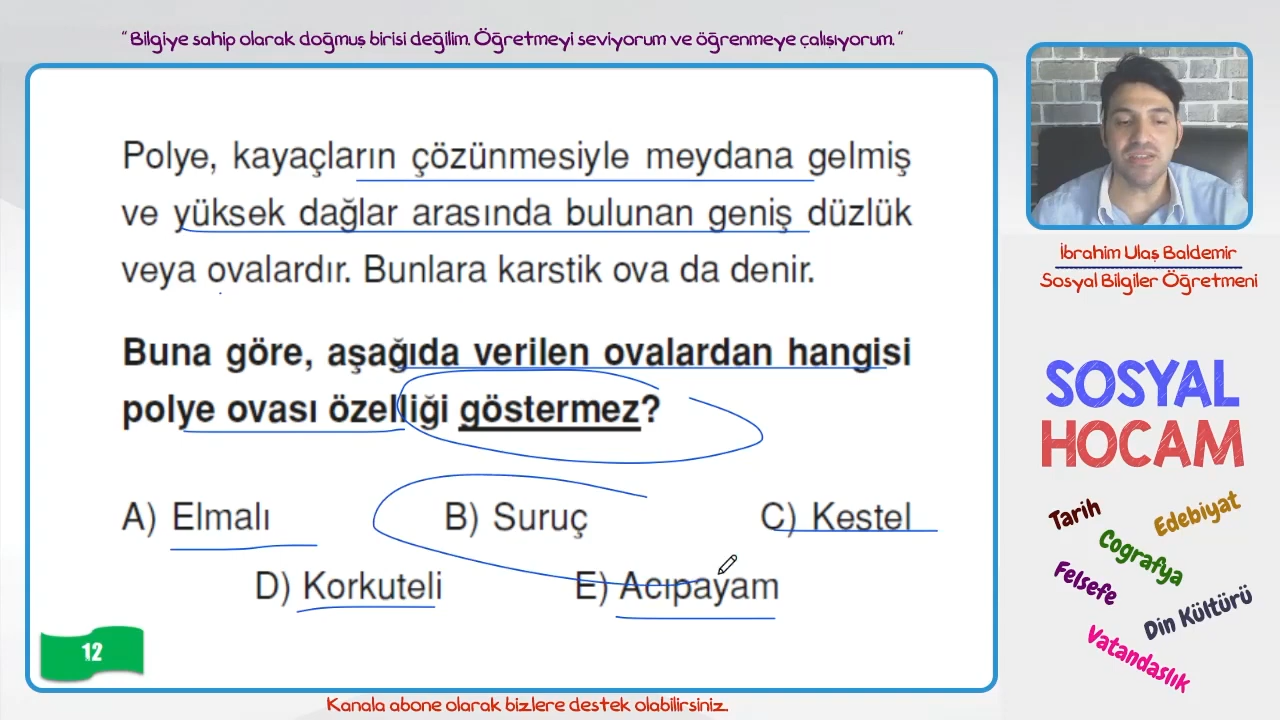 “ Bilgiye sahip olarak doğmuş birisi değilim. Öğretmeyi seviyorum ve öğrenmeye çalışıyorum. “
Polye, kayaçların çözünmesiyle meydana gelmiş
ve yüksek dağlar arasında bulunan geniş düzlük
veya ovalardır. Bunlara karstik ova da denir.
Buna göre, aşağıda verilen ovalardan hangisi
polye ovası özelliği göstermez?
A) Elmalı B) Suruç C) Kestel
D) Korkuteli E) Acıpayam
12
Kanala abone olarak bizlere destek olabilirsiniz.
İbrahim Ulaş Baldemir
Sosyal Bilgiler Öğretmeni
SOSYAL
HOCAM
Tarih
Edebiyat
Coğrafya
Felsefe
Din Kültürü
Vatandaslık